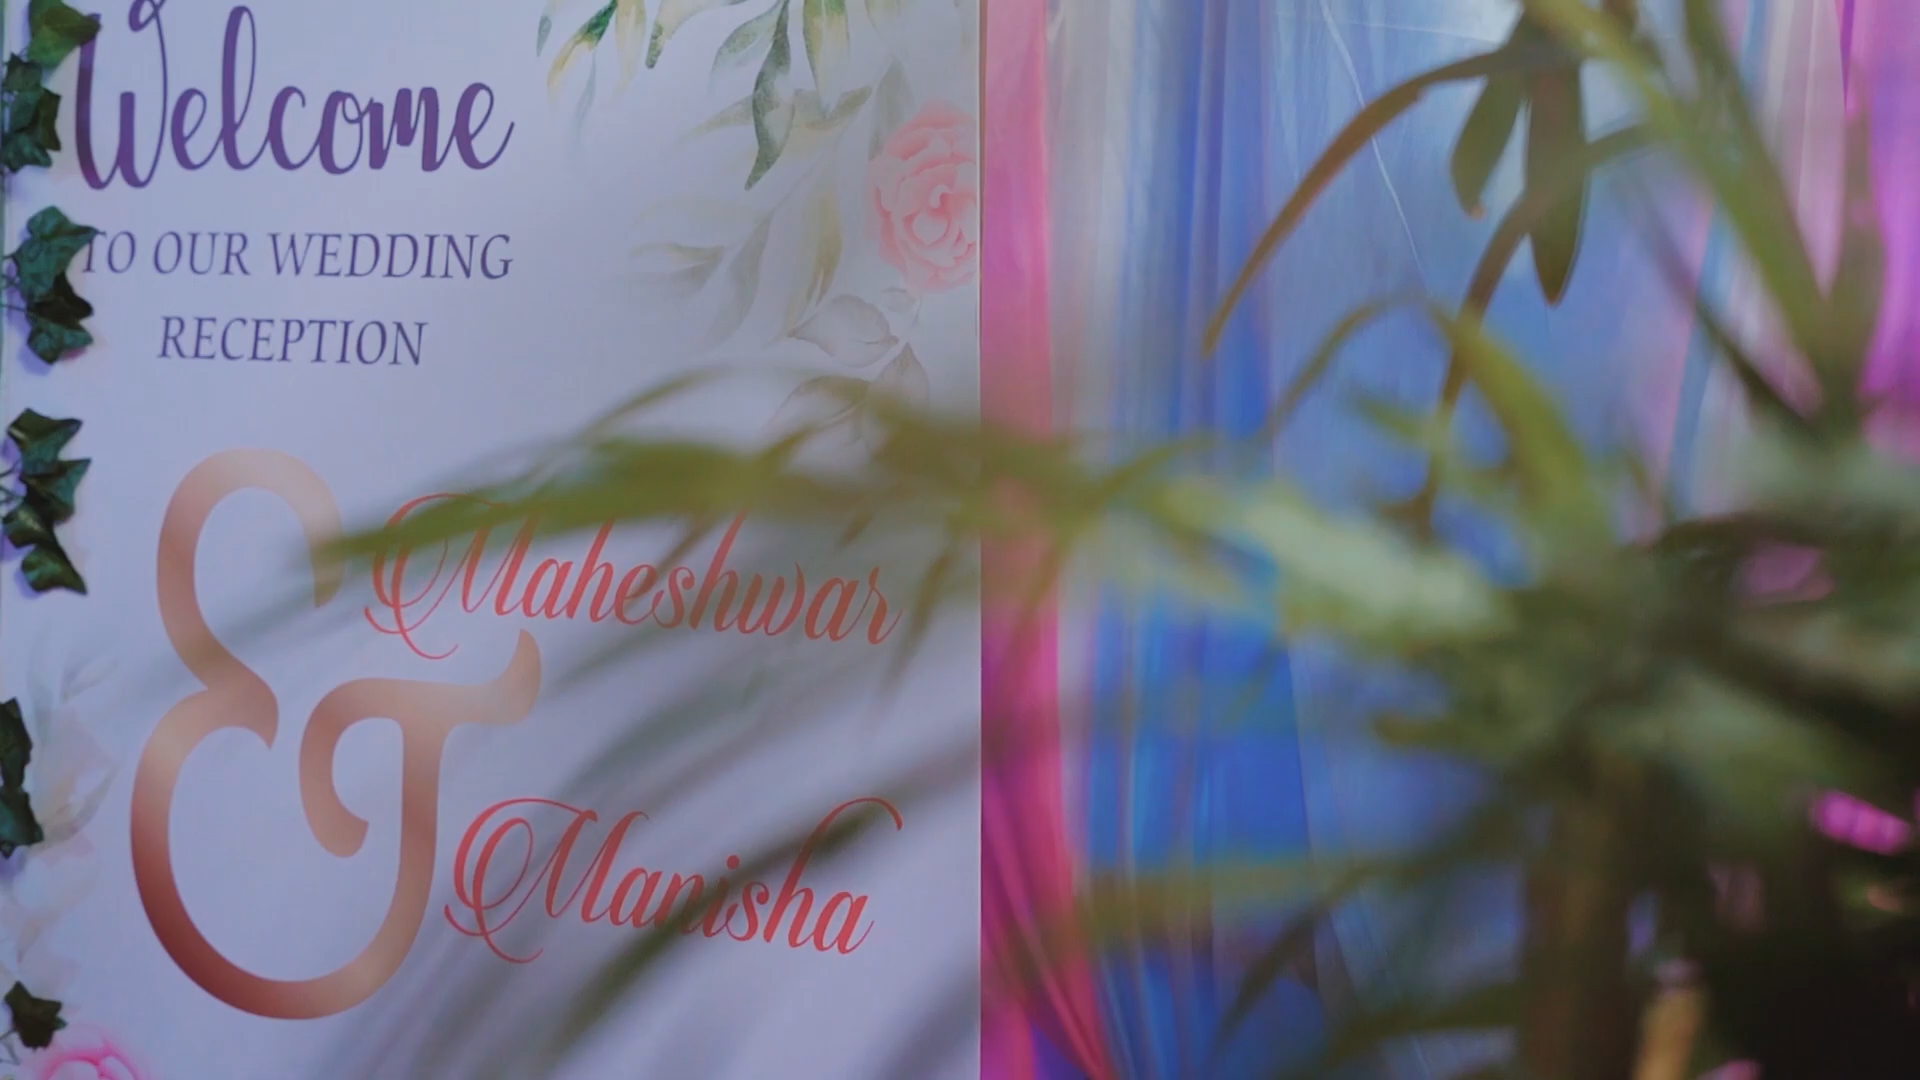 Welcome
TO OUR WEDDING
RECEPTION
Maheshwar
&
Manisha